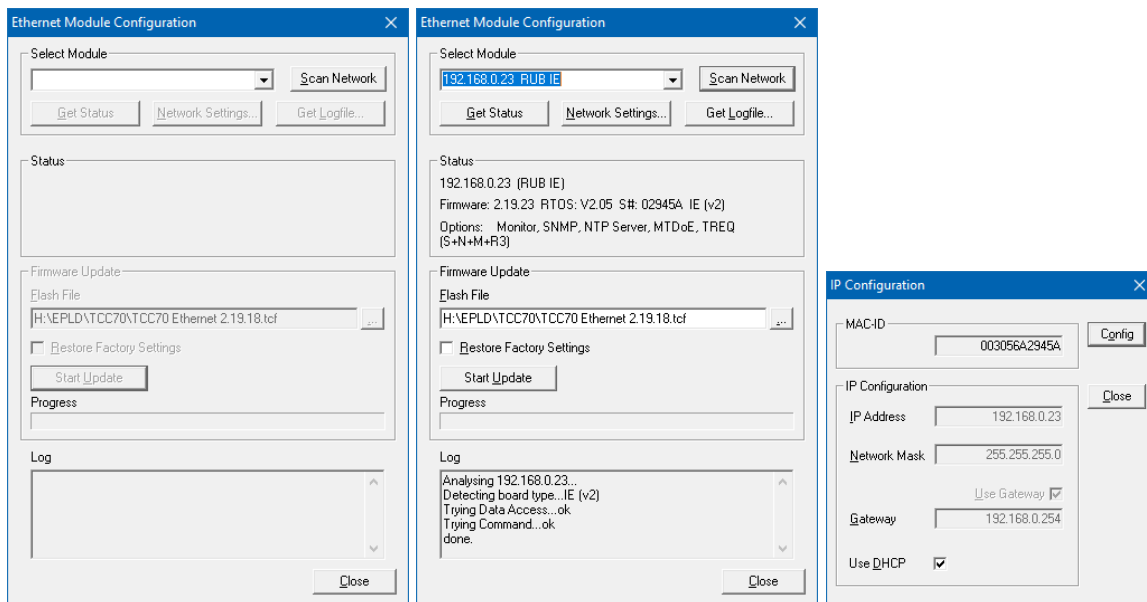 Ethernet Module Configuration
Select Module
Scan Network
Get Status
Network Settings...
Get Logfile...
Status
Firmware Update
Flash File
H:\EPLD\TCC70\TCC70 Ethernet 2.19.18.tcf
...
Restore Factory Settings
Start Update
Progress
Log
Close
Ethernet Module Configuration
Select Module
192.168.0.23 RUB IE
Scan Network
Get Status
Network Settings...
Get Logfile...
Status
192.168.0.23 (RUB IE)
Firmware: 2.19.23 RTOS: V2.05 S#: 02945A IE (v2)
Options: Monitor, SNMP, NTP Server, MTDoE, TREQ
(S+N+M+R3)
Firmware Update
Flash File
H:\EPLD\TCC70\TCC70 Ethernet 2.19.18.tcf
...
Restore Factory Settings
Start Update
Progress
Log
Analysing 192.168.0.23...
Detecting board type...IE (v2)
Trying Data Access...ok
Trying Command...ok
done.
Close
IP Configuration
MAC-ID
003056A2945A
Config
IP Configuration
Close
IP Address
192.168.0.23
Network Mask
255.255.255.0
Use Gateway
Gateway
192.168.0.254
Use DHCP